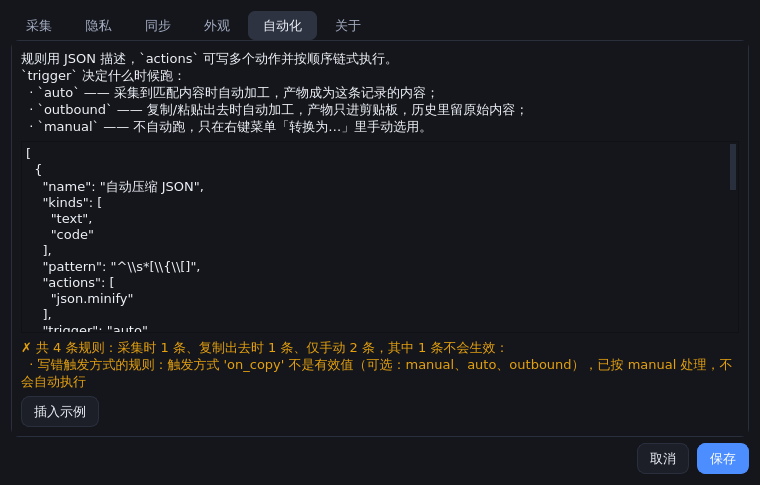 采集 隐私 同步 外观 自动化 关于
规则用 JSON 描述，`actions` 可写多个动作并按顺序链式执行。
`trigger` 决定什么时候跑：
· `auto` —— 采集到匹配内容时自动加工，产物成为这条记录的内容；
· `outbound` —— 复制/粘贴出去时自动加工，产物只进剪贴板，历史里留原始内容；
· `manual` —— 不自动跑，只在右键菜单「转换为…」里手动选用。
[
{
"name": "自动压缩 JSON",
"kinds": [
"text",
"code"
],
"pattern": "^\\s*[\\{\\[]",
"actions": [
"json.minify"
],
"trigger": "auto"
✗ 共 4 条规则：采集时 1 条、复制出去时 1 条、仅手动 2 条，其中 1 条不会生效：
· 写错触发方式的规则：触发方式 'on_copy' 不是有效值（可选：manual、auto、outbound），已按 manual 处理，不
会自动执行
插入示例
取消 保存